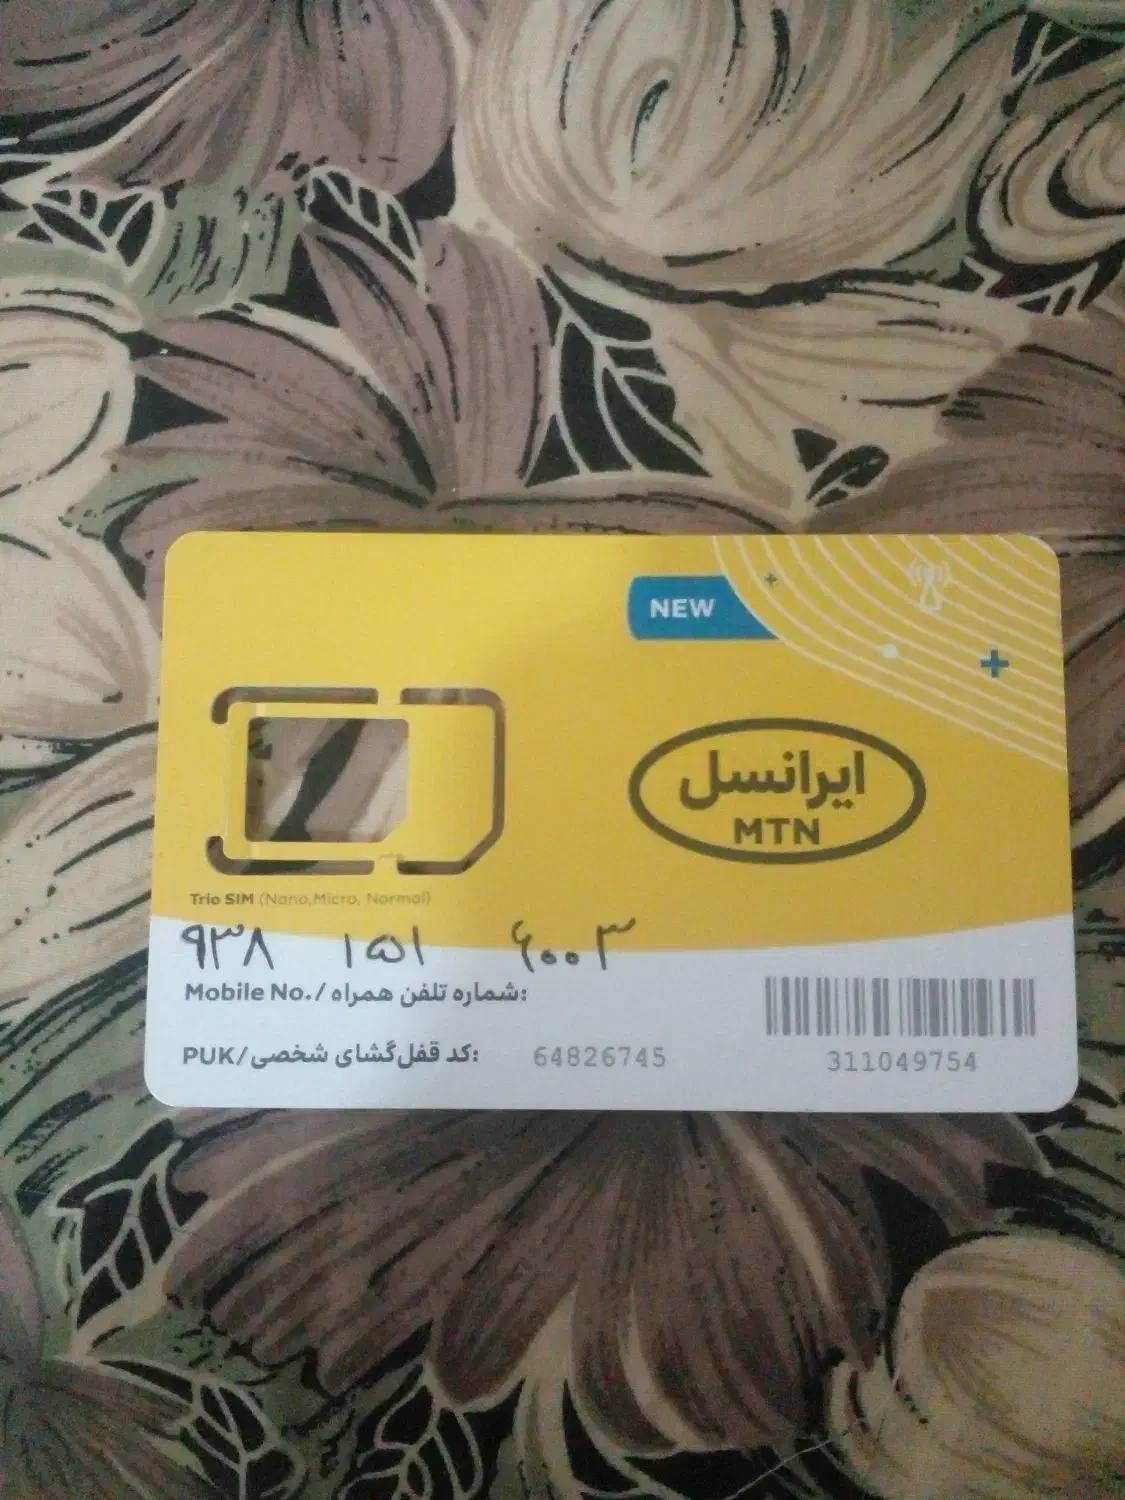 NEW
ایرانسل
MTN
Trio SIM (Nano,Micro, Normal)
۹۳۸ ۱۵۱ ۶۰۰۳
Mobile No./شماره تلفن همراه:
PUK/کد قفل‌گشای شخصی: 64826745
311049754